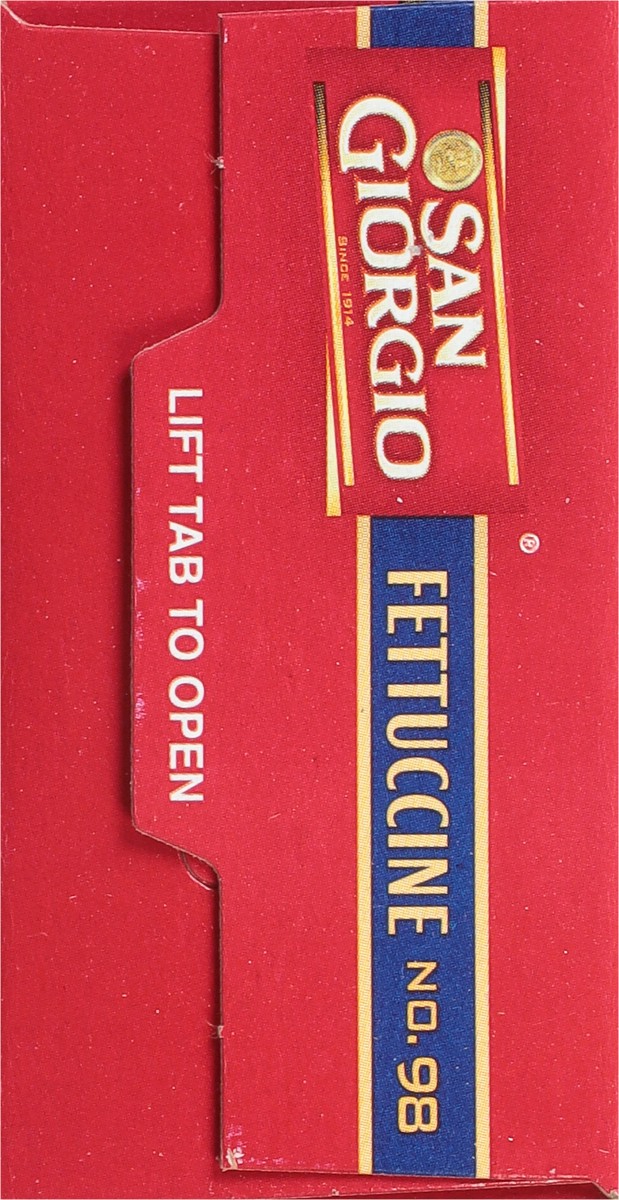 SAN
GIORGIO
SINCE 1914
®
FETTUCCINE NO. 98
LIFT TAB TO OPEN